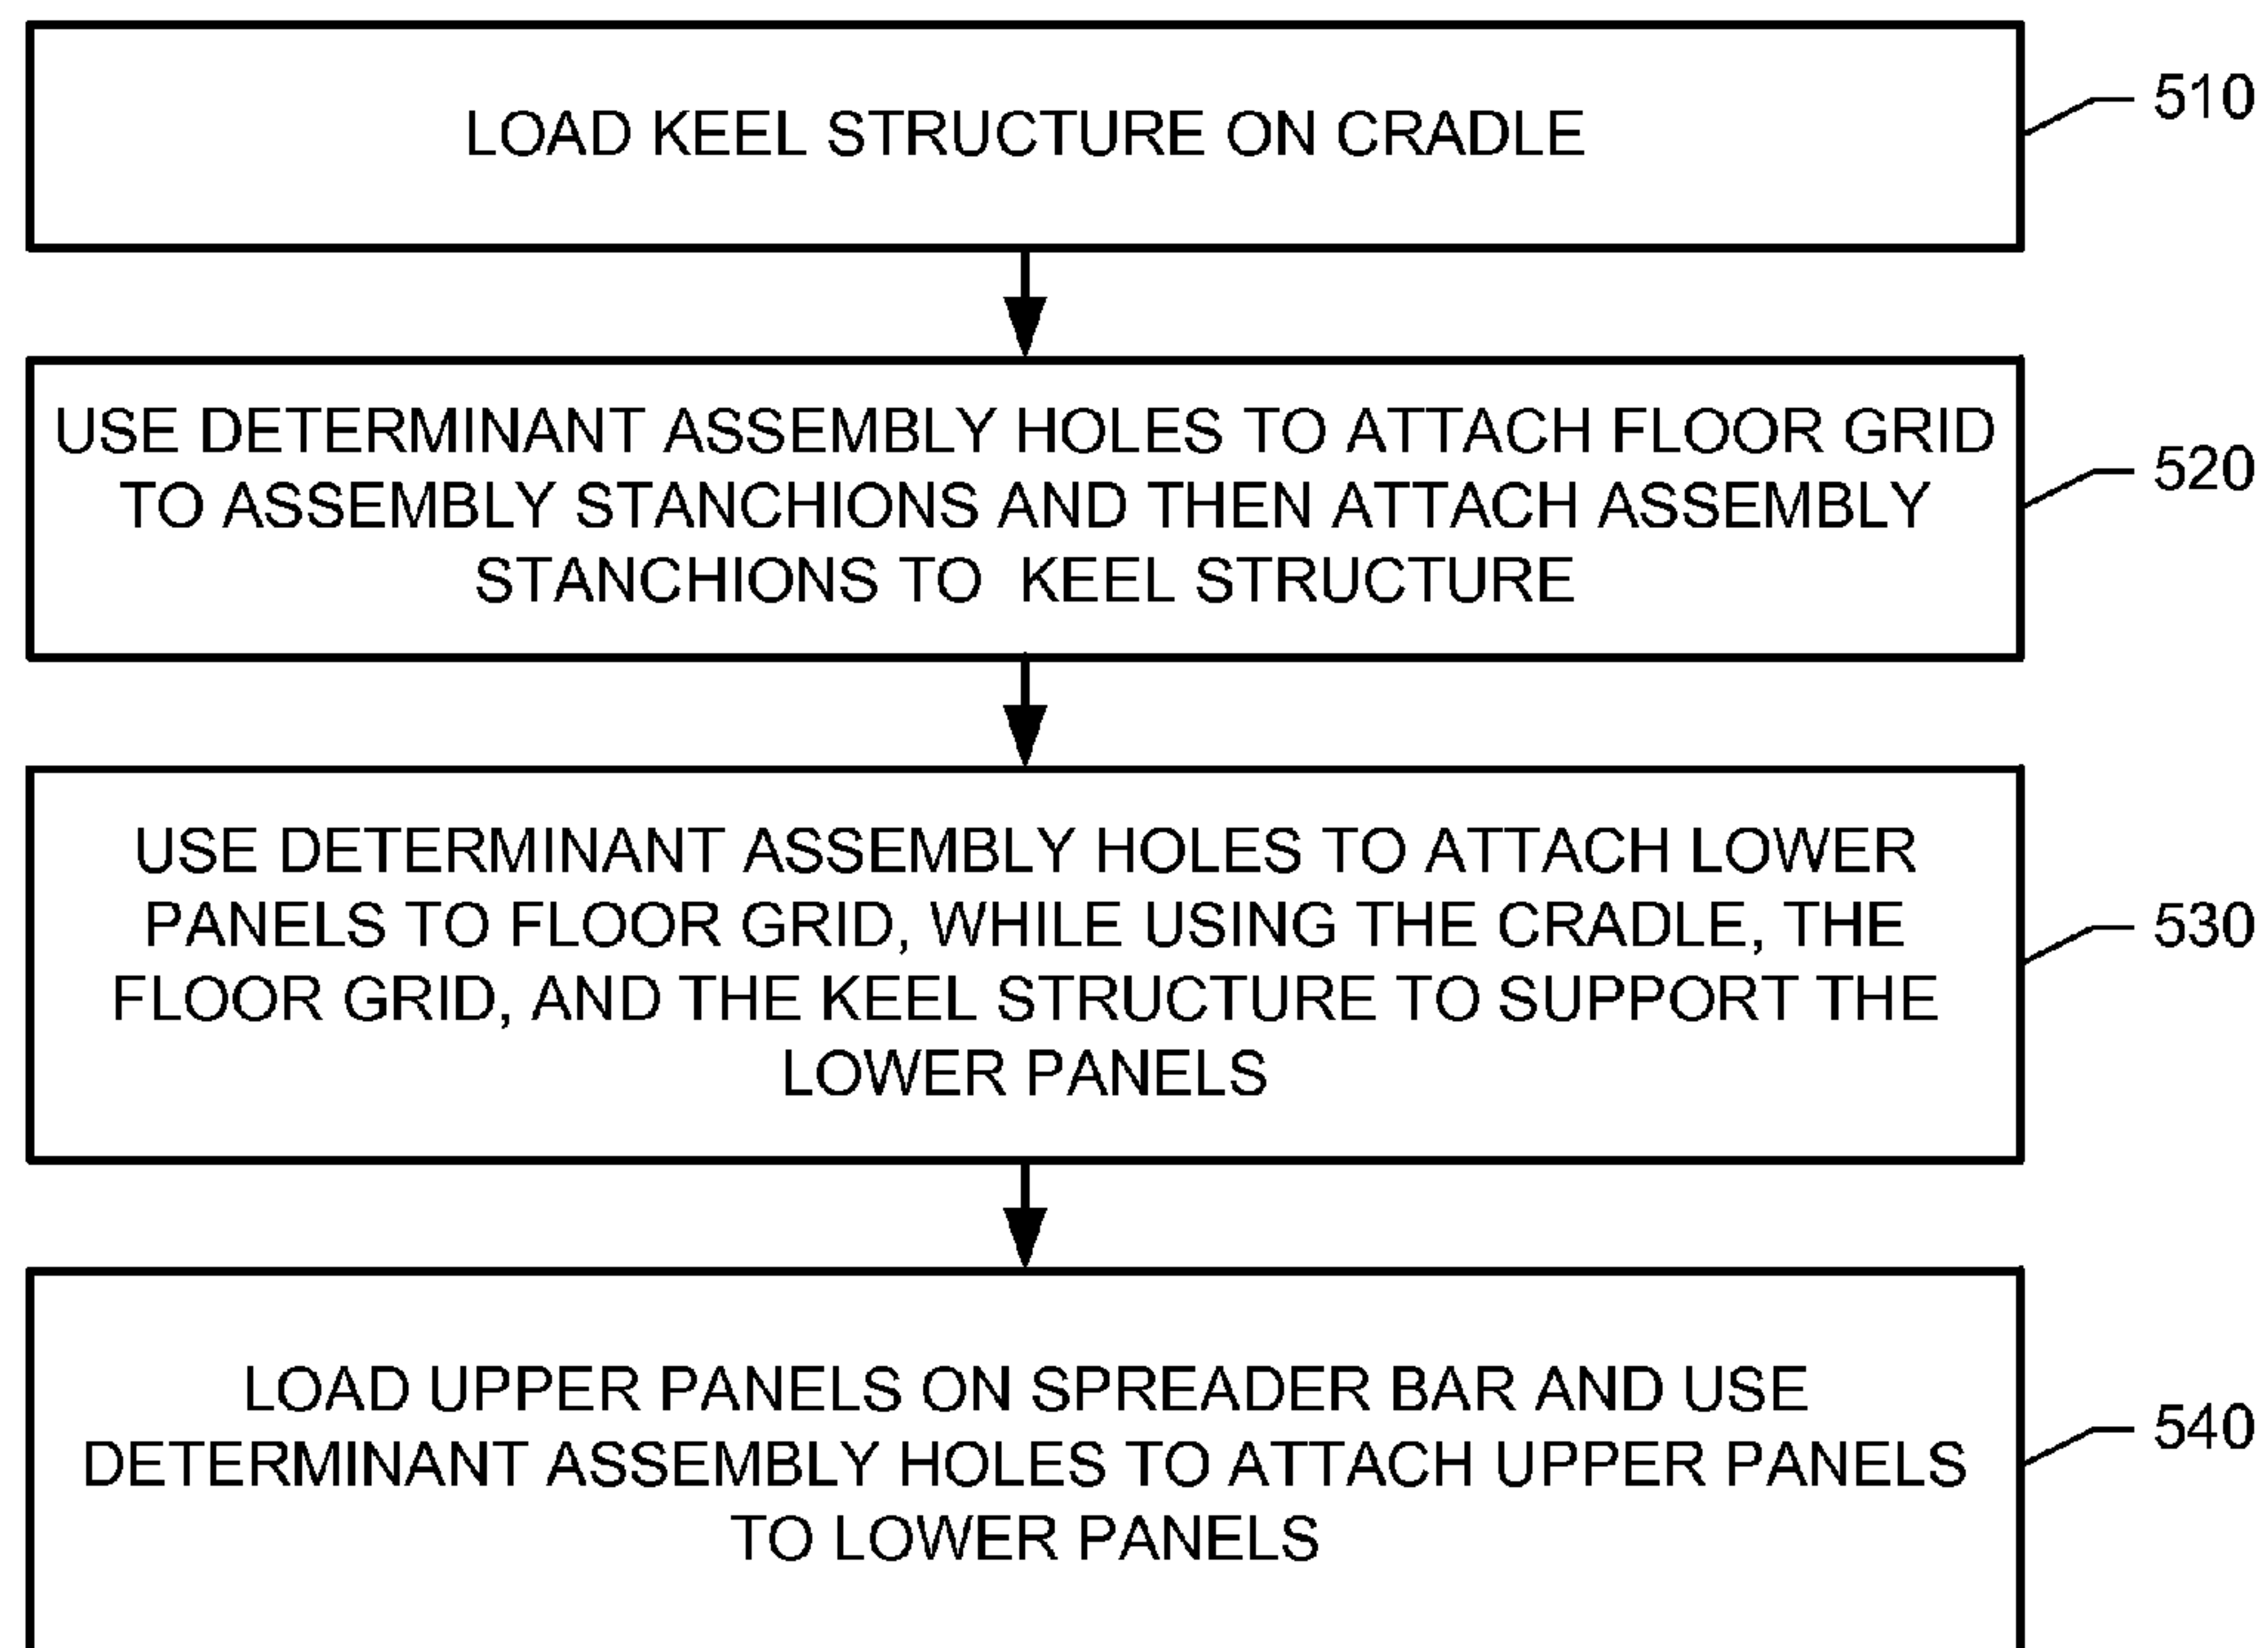 LOAD KEEL STRUCTURE ON CRADLE
510
USE DETERMINANT ASSEMBLY HOLES TO ATTACH FLOOR GRID
TO ASSEMBLY STANCHIONS AND THEN ATTACH ASSEMBLY
STANCHIONS TO KEEL STRUCTURE
520
USE DETERMINANT ASSEMBLY HOLES TO ATTACH LOWER
PANELS TO FLOOR GRID, WHILE USING THE CRADLE, THE
FLOOR GRID, AND THE KEEL STRUCTURE TO SUPPORT THE
LOWER PANELS
530
LOAD UPPER PANELS ON SPREADER BAR AND USE
DETERMINANT ASSEMBLY HOLES TO ATTACH UPPER PANELS
TO LOWER PANELS
540